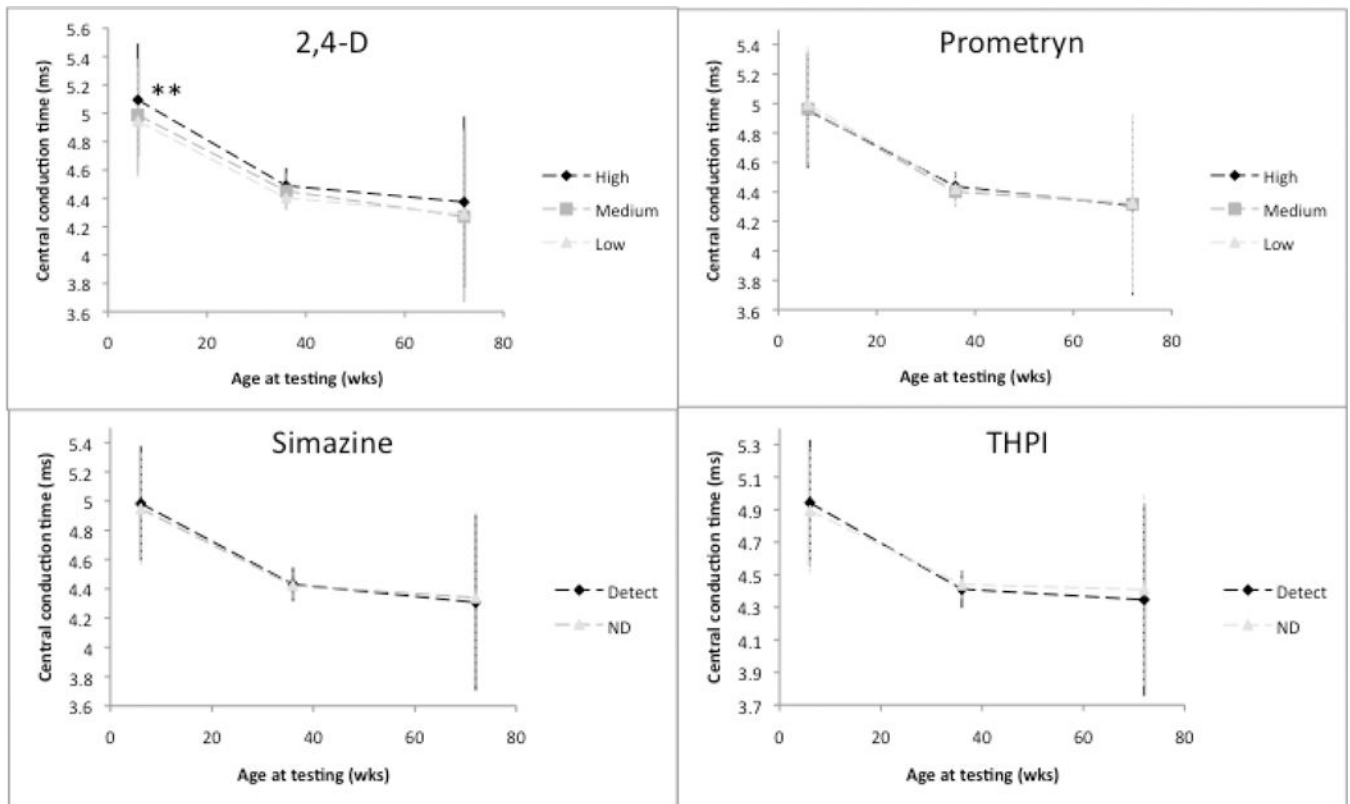 2,4-D
Central conduction time (ms)
5.6
5.4
5.2
5
4.8
4.6
4.4
4.2
4
3.8
3.6
**
0 20 40 60 80
Age at testing (wks)
High
Medium
Low
Prometryn
Central conduction time (ms)
5.4
5.2
5
4.8
4.6
4.4
4.2
4
3.8
3.6
0 20 40 60 80
Age at testing (wks)
High
Medium
Low
Simazine
Central conduction time (ms)
5.4
5.2
5
4.8
4.6
4.4
4.2
4
3.8
3.6
0 20 40 60 80
Age at testing (wks)
Detect
ND
THPI
Central conduction time (ms)
5.3
5.1
4.9
4.7
4.5
4.3
4.1
3.9
3.7
0 20 40 60 80
Age at testing (wks)
Detect
ND